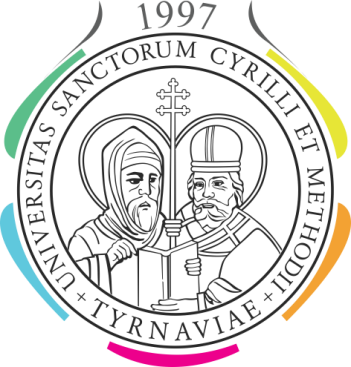 1997
UNIVERSITAS SANCTORUM CYRILLI ET METHODII
+ TYRNAVIAE +